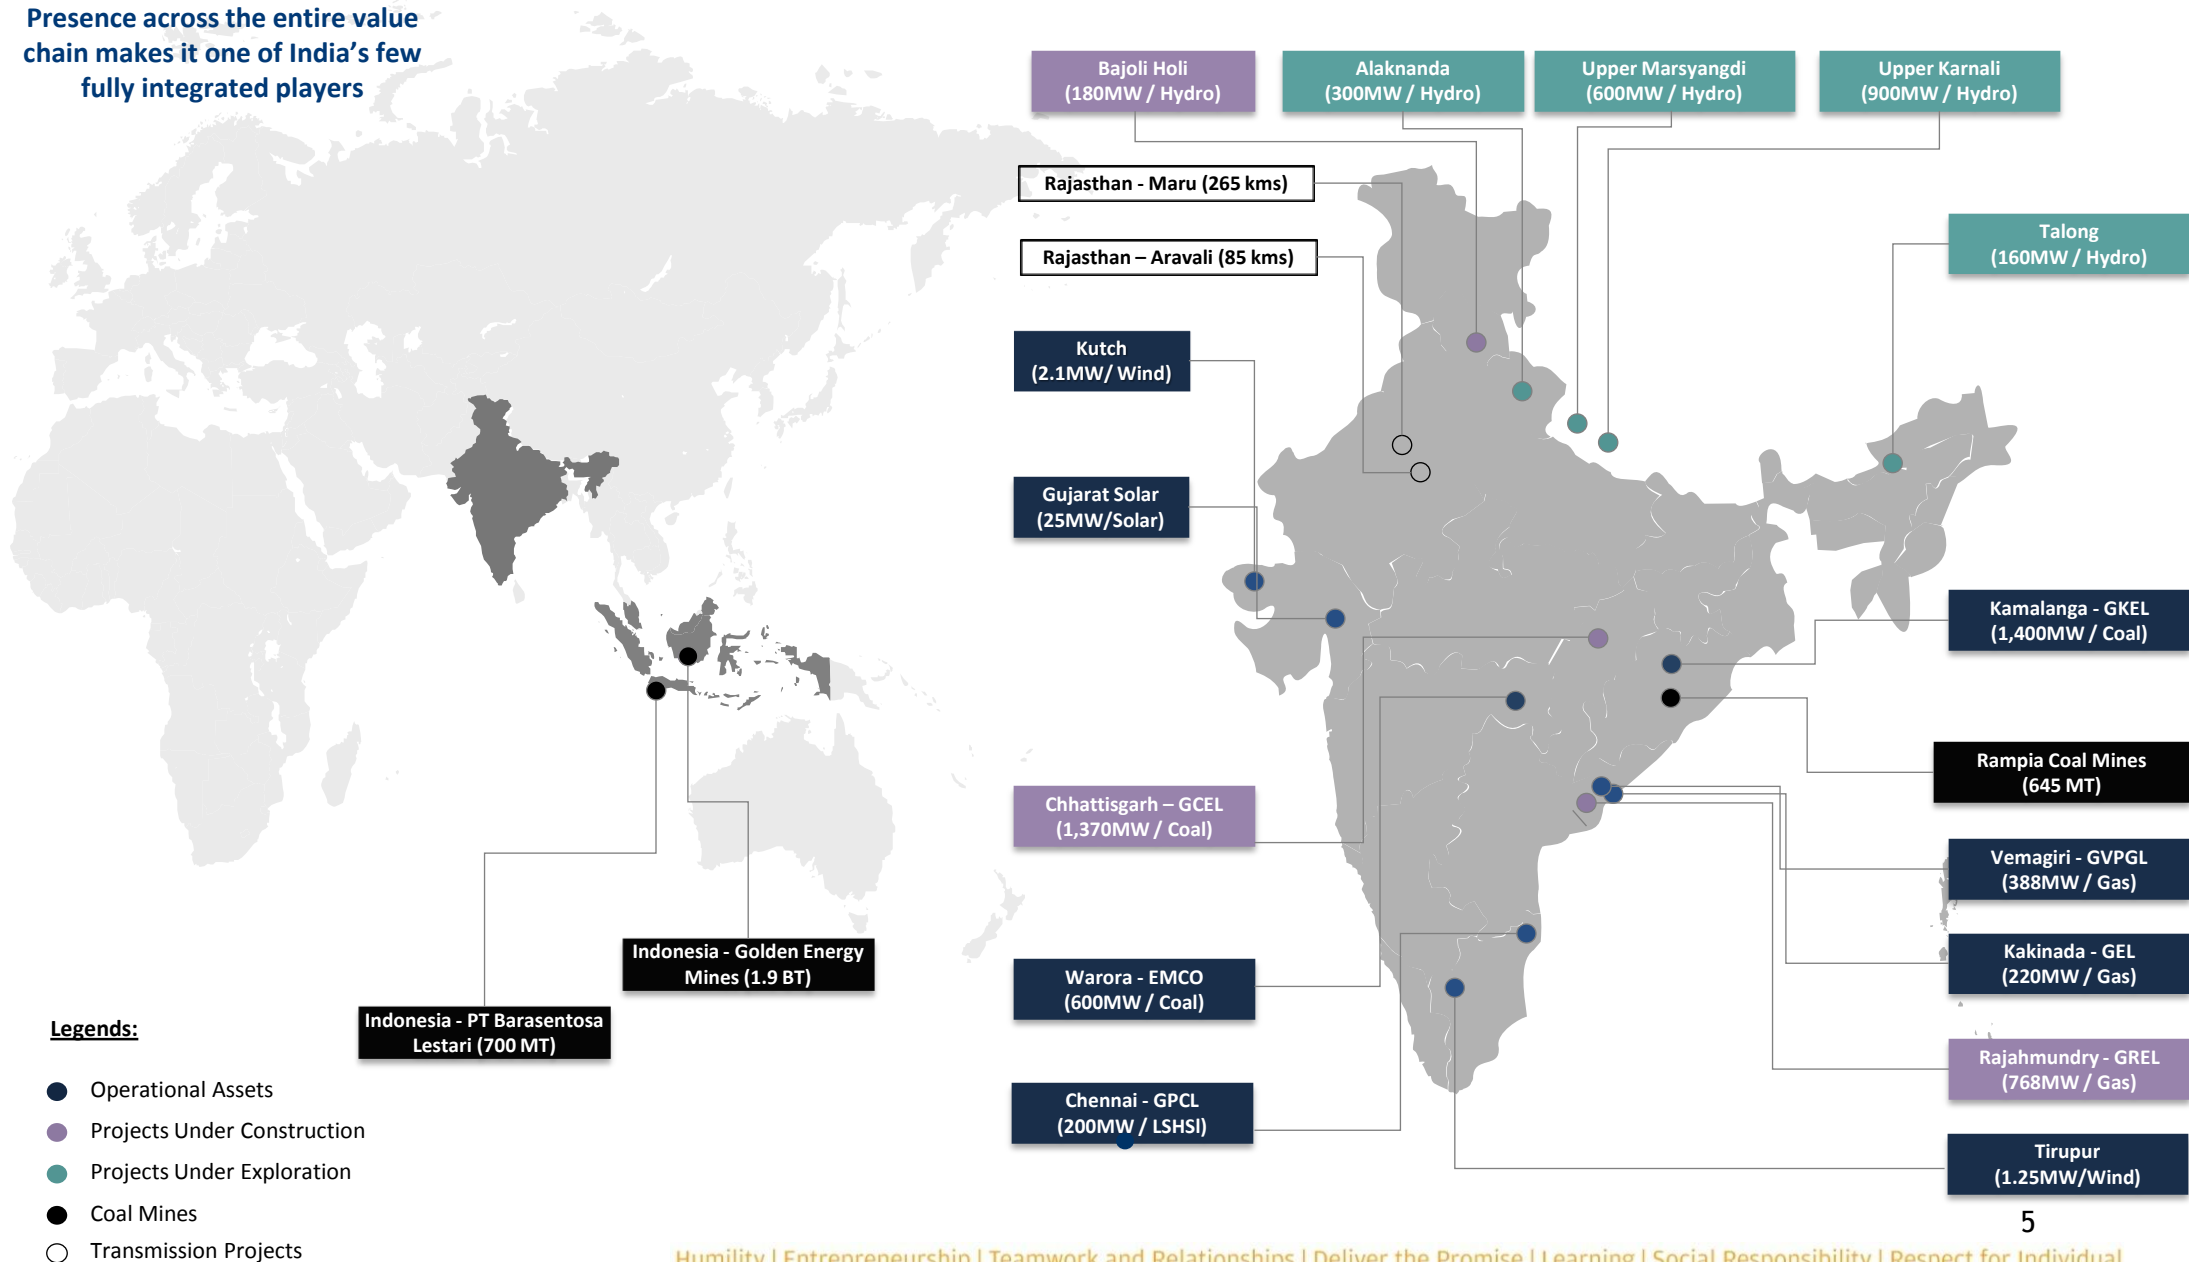 Presence across the entire value
chain makes it one of India’s few
fully integrated players
Bajoli Holi
(180MW / Hydro)
Alaknanda
(300MW / Hydro)
Upper Marsyangdi
(600MW / Hydro)
Upper Karnali
(900MW / Hydro)
Rajasthan - Maru (265 kms)
Rajasthan – Aravali (85 kms)
Talong
(160MW / Hydro)
Kutch
(2.1MW/ Wind)
Gujarat Solar
(25MW/Solar)
Kamalanga - GKEL
(1,400MW / Coal)
Rampia Coal Mines
(645 MT)
Chhattisgarh – GCEL
(1,370MW / Coal)
Vemagiri - GVPGL
(388MW / Gas)
Kakinada - GEL
(220MW / Gas)
Warora - EMCO
(600MW / Coal)
Rajahmundry - GREL
(768MW / Gas)
Chennai - GPCL
(200MW / LSHSl)
Tirupur
(1.25MW/Wind)
Indonesia - Golden Energy
Mines (1.9 BT)
Indonesia - PT Barasentosa
Lestari (700 MT)
Legends:
Operational Assets
Projects Under Construction
Projects Under Exploration
Coal Mines
Transmission Projects
5
Humility | Entrepreneurship | Teamwork and Relationships | Deliver the Promise | Learning | Social Responsibility | Respect for Individual